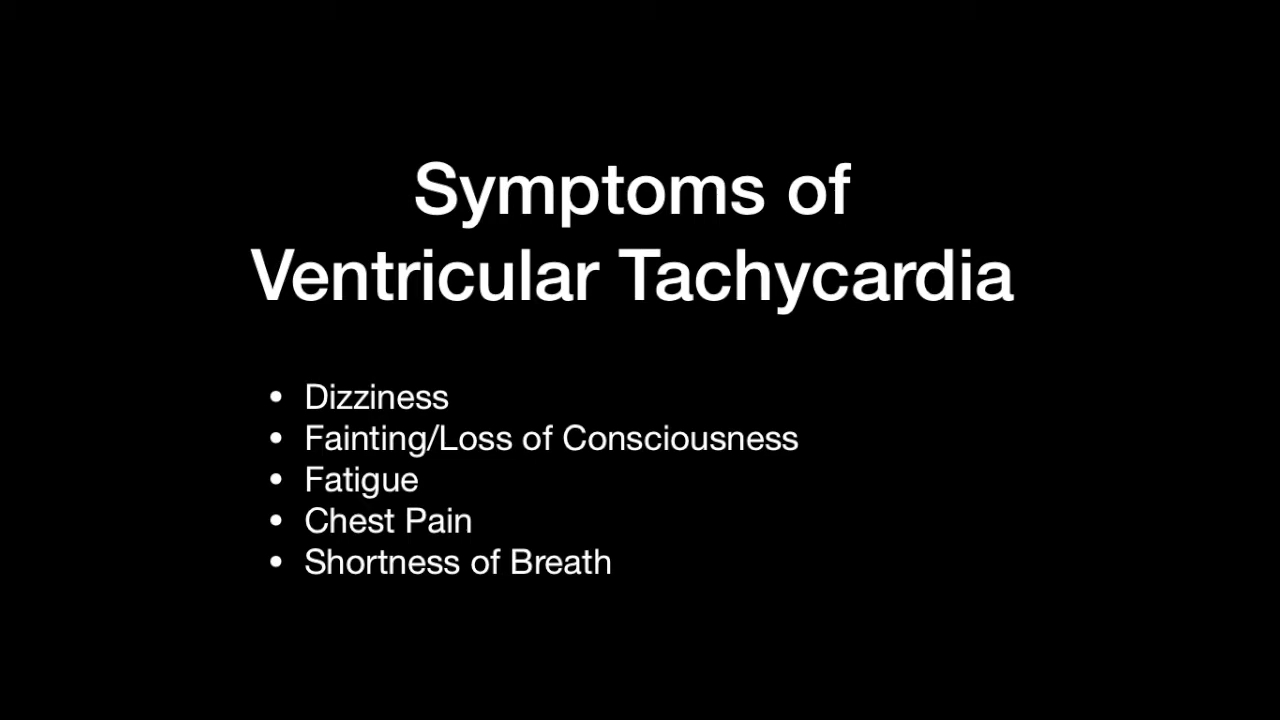 Symptoms of
Ventricular Tachycardia
• Dizziness
• Fainting/Loss of Consciousness
• Fatigue
• Chest Pain
• Shortness of Breath